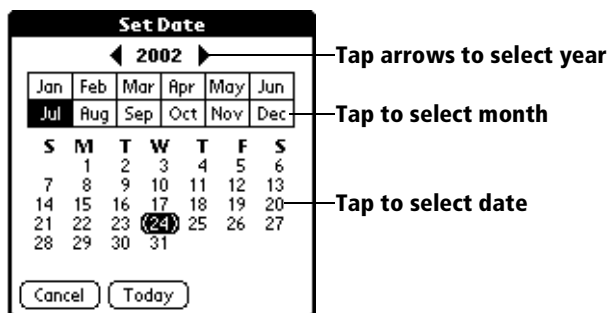 Set Date
2002
Tap arrows to select year
Jan Feb Mar Apr May Jun
Jul Aug Sep Oct Nov Dec
Tap to select month
S M T W T F S
1 2 3 4 5 6
7 8 9 10 11 12 13
14 15 16 17 18 19 20
Tap to select date
21 22 23 24 25 26 27
28 29 30 31
Cancel Today